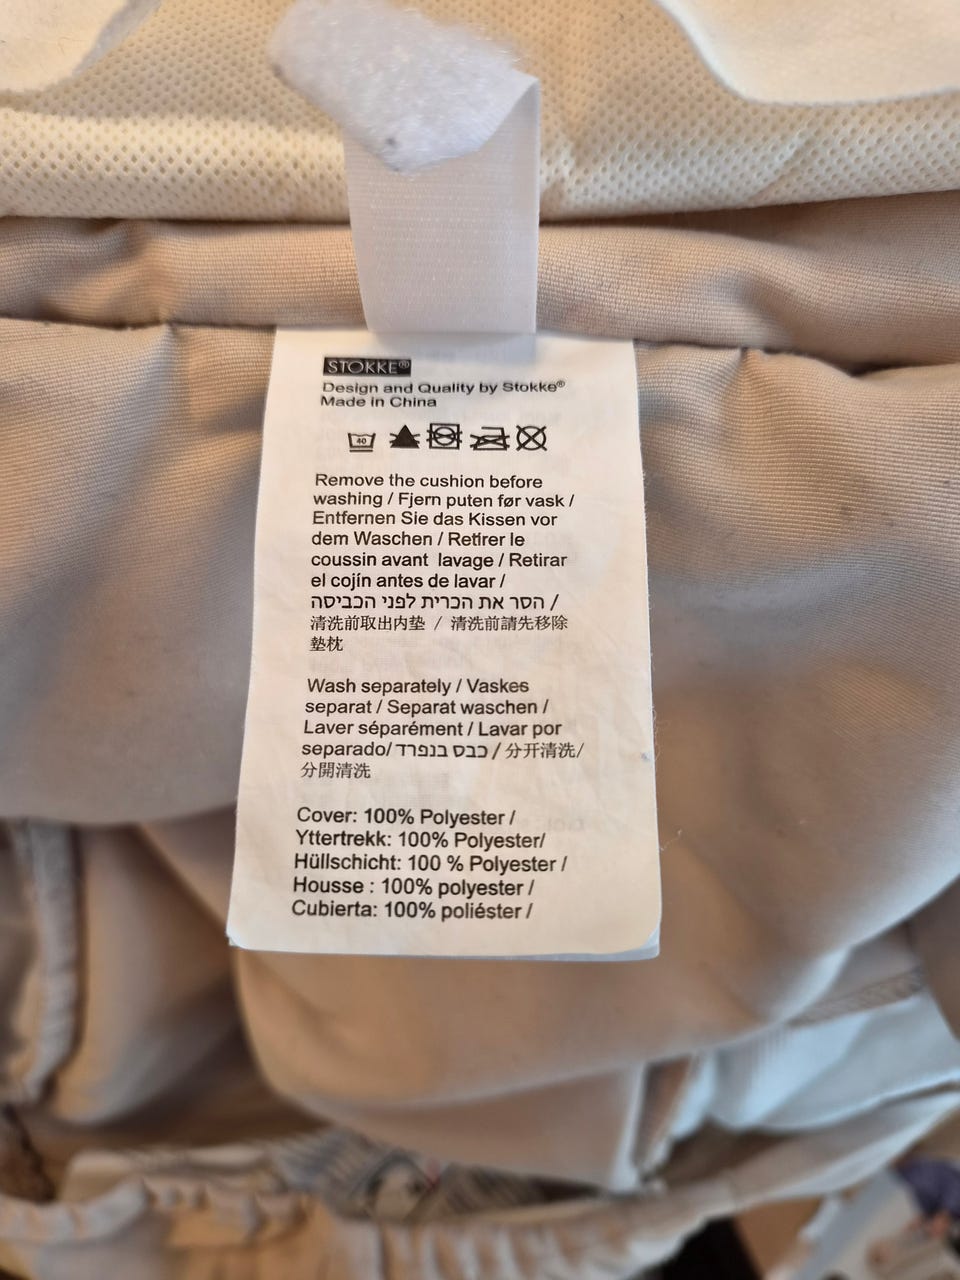 STOKKE®
Design and Quality by Stokke®
Made in China
40
Remove the cushion before
washing / Fjern puten før vask /
Entfernen Sie das Kissen vor
dem Waschen / Retirer le
coussin avant lavage / Retirar
el cojín antes de lavar /
הסר את הכרית לפני הכביסה /
清洗前取出内垫 / 清洗前請先移除
墊枕
Wash separately / Vaskes
separat / Separat waschen /
Laver séparément / Lavar por
separado/ כבס בנפרד / 分开清洗/
分開清洗
Cover: 100% Polyester /
Yttertrekk: 100% Polyester/
Hüllschicht: 100 % Polyester /
Housse : 100% polyester /
Cubierta: 100% poliéster /